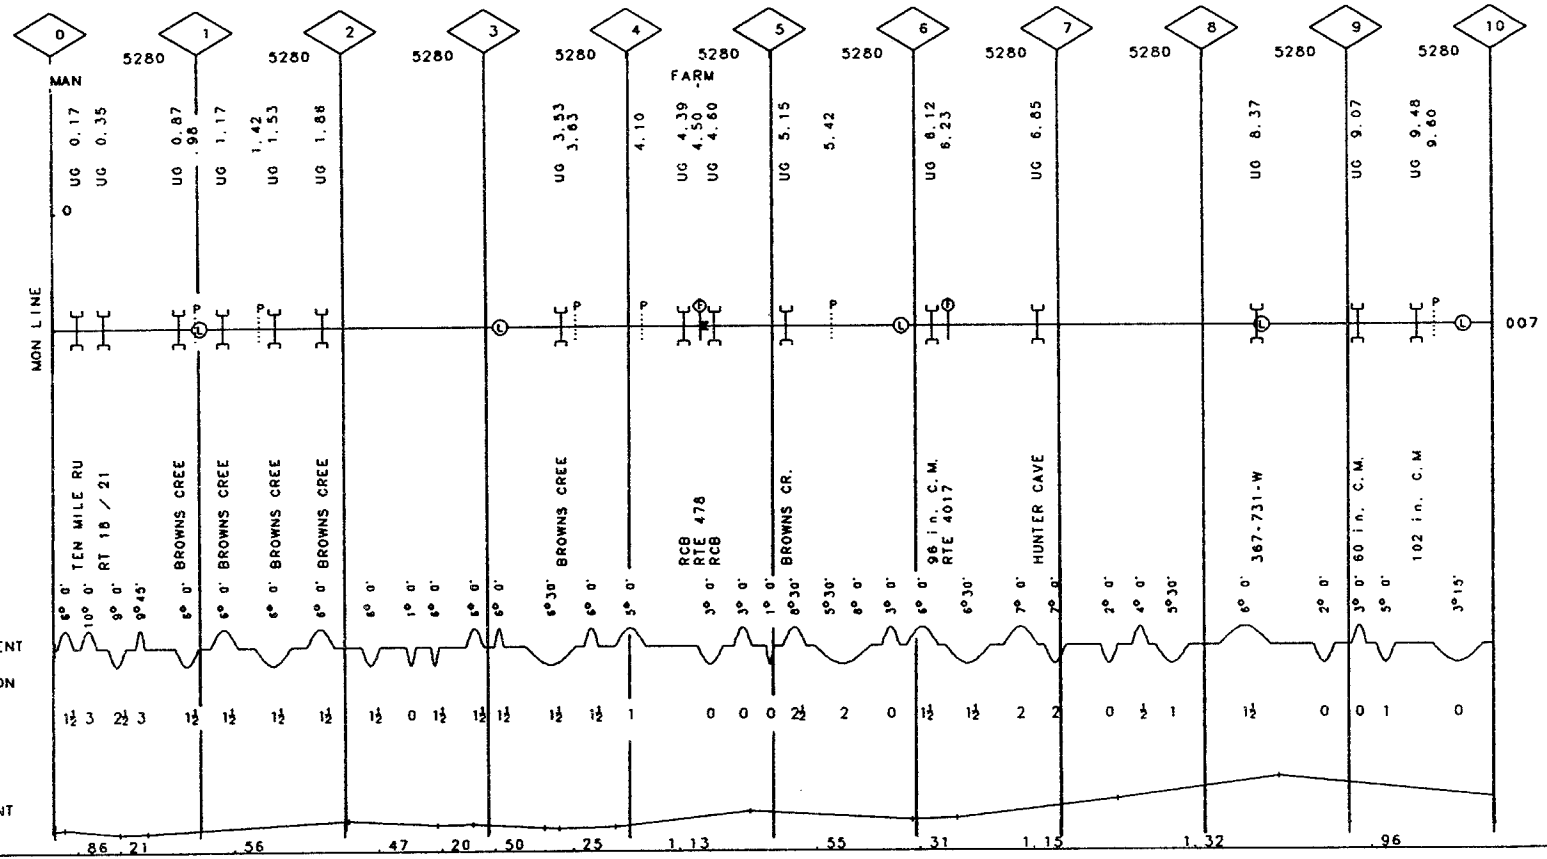 0 1 2 3 4 5 6 7 8 9 10
5280 5280 5280 5280 5280 5280 5280 5280 5280 5280
MAN
FARM
UG 0.17
UG 0.35
UG 0.87
.98
UG 1.17
1.42
UG 1.53
UG 1.86
UG 3.53
3.63
4.10
UG 4.39
4.50
UG 4.60
UG 5.15
5.42
UG 6.12
6.23
UG 6.85
UG 8.37
UG 9.07
UG 9.48
9.60
0
MON LINE
P P P P P P
L L F L F L L
007
TEN MILE RU
RT 18 / 21
BROWNS CREE
BROWNS CREE
BROWNS CREE
BROWNS CREE
BROWNS CREE
RCB
RTE 478
RCB
BROWNS CR.
96 in. C.M.
RTE 4017
HUNTER CAVE
367-731-W
60 in. C.M.
102 in. C.M
6° 0' 10° 0' 9° 0' 9°45' 6° 0' 6° 0' 6° 0' 6° 0' 6° 0' 1° 0' 6° 0' 6° 0' 6° 0' 6°30' 6° 0' 5° 0' 3° 0' 3° 0' 1° 0' 8°30' 5°30' 8° 0' 3° 0' 6° 0' 6°30' 7° 0' 7° 0' 2° 0' 4° 0' 5°30' 6° 0' 2° 0' 3° 0' 5° 0' 3°15'
ENT
ON
1½ 3 2½ 3 1½ 1½ 1½ 1½ 1½ 0 1½ 1½ 1½ 1½ 1½ 1 0 0 0 2½ 2 0 1½ 1½ 2 2 0 ½ 1 1½ 0 0 1 0
NT
.86 .21 .56 .47 .20 .50 .25 1.13 .55 .31 1.15 1.32 .96